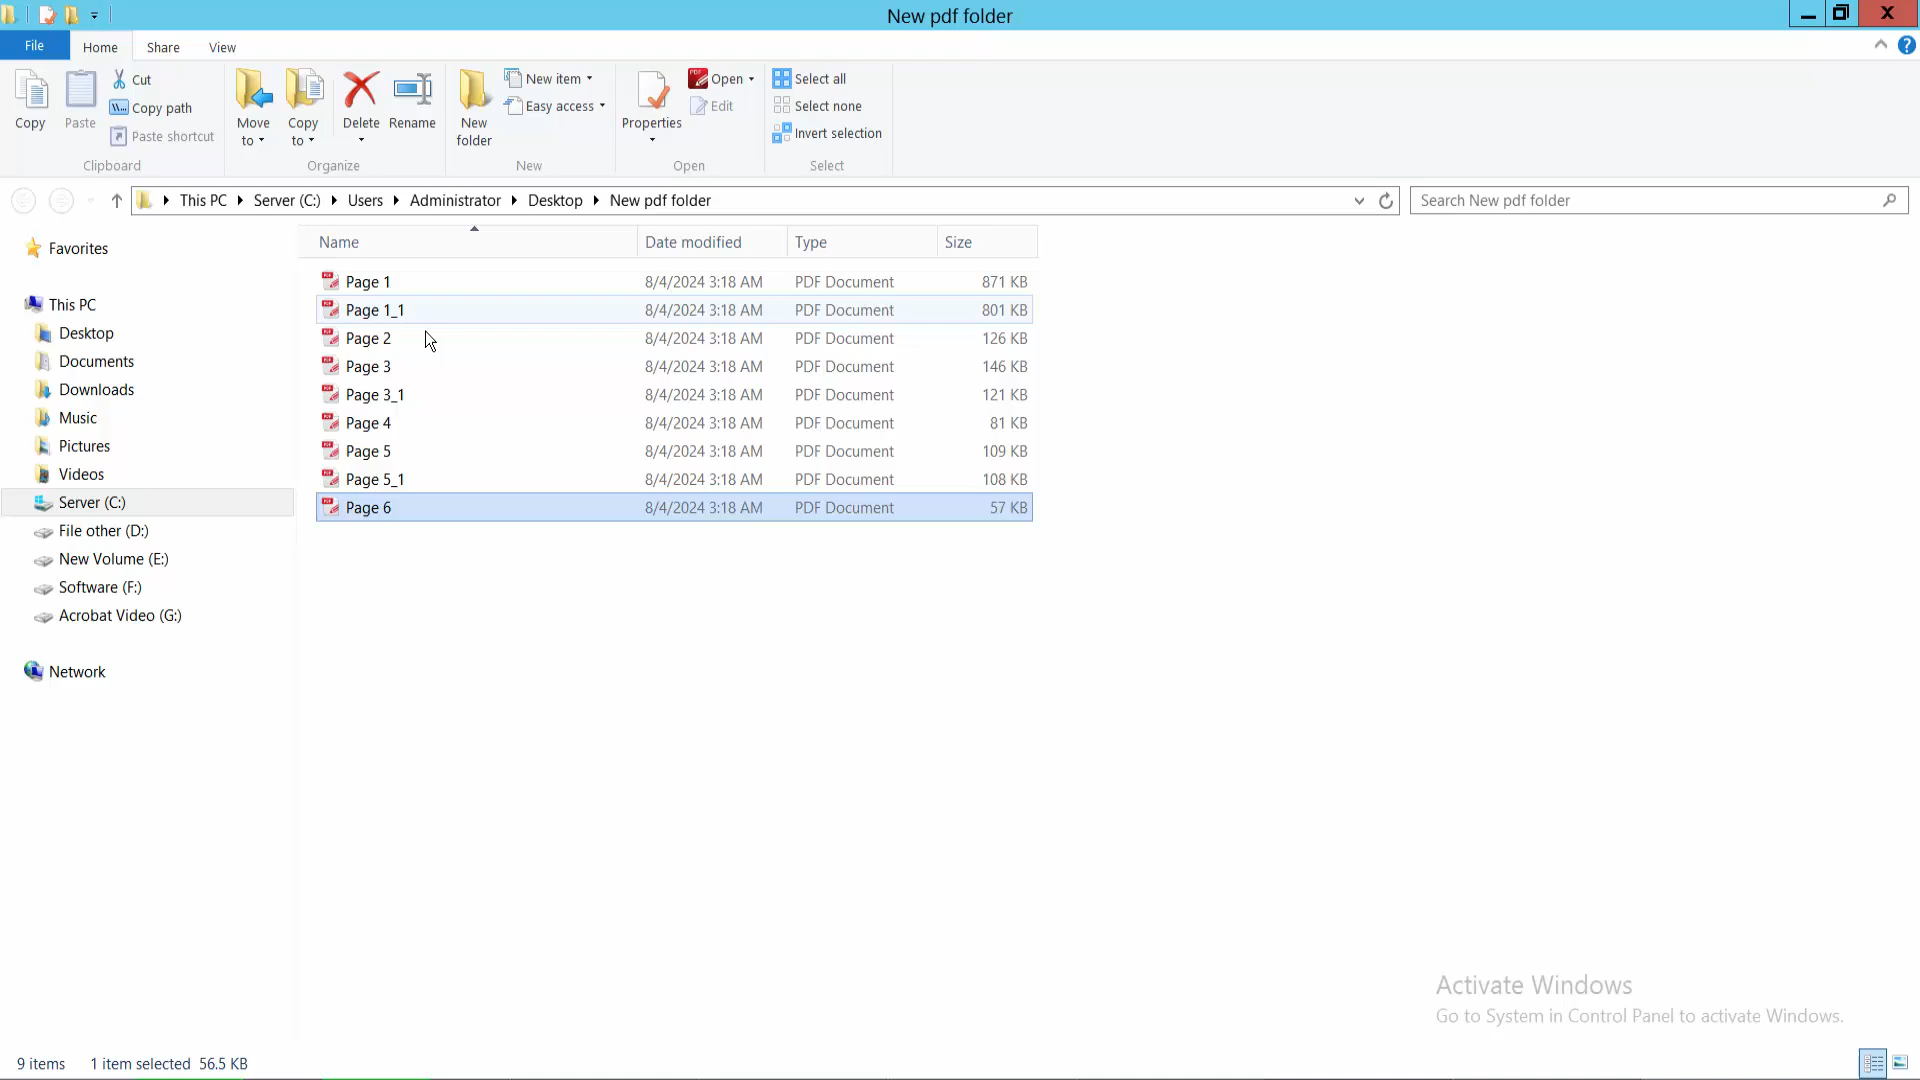 New pdf folder
File Home Share View
Copy Paste Cut Copy path Paste shortcut Move to Copy to Delete Rename New folder New item Easy access Properties Open Edit Select all Select none Invert selection
Clipboard Organize New Open Select
This PC Server (C:) Users Administrator Desktop New pdf folder Search New pdf folder
Favorites
This PC
Desktop
Documents
Downloads
Music
Pictures
Videos
Server (C:)
File other (D:)
New Volume (E:)
Software (F:)
Acrobat Video (G:)
Network
Name Date modified Type Size
Page 1 8/4/2024 3:18 AM PDF Document 871 KB
Page 1_1 8/4/2024 3:18 AM PDF Document 801 KB
Page 2 8/4/2024 3:18 AM PDF Document 126 KB
Page 3 8/4/2024 3:18 AM PDF Document 146 KB
Page 3_1 8/4/2024 3:18 AM PDF Document 121 KB
Page 4 8/4/2024 3:18 AM PDF Document 81 KB
Page 5 8/4/2024 3:18 AM PDF Document 109 KB
Page 5_1 8/4/2024 3:18 AM PDF Document 108 KB
Page 6 8/4/2024 3:18 AM PDF Document 57 KB
Activate Windows
Go to System in Control Panel to activate Windows.
9 items 1 item selected 56.5 KB